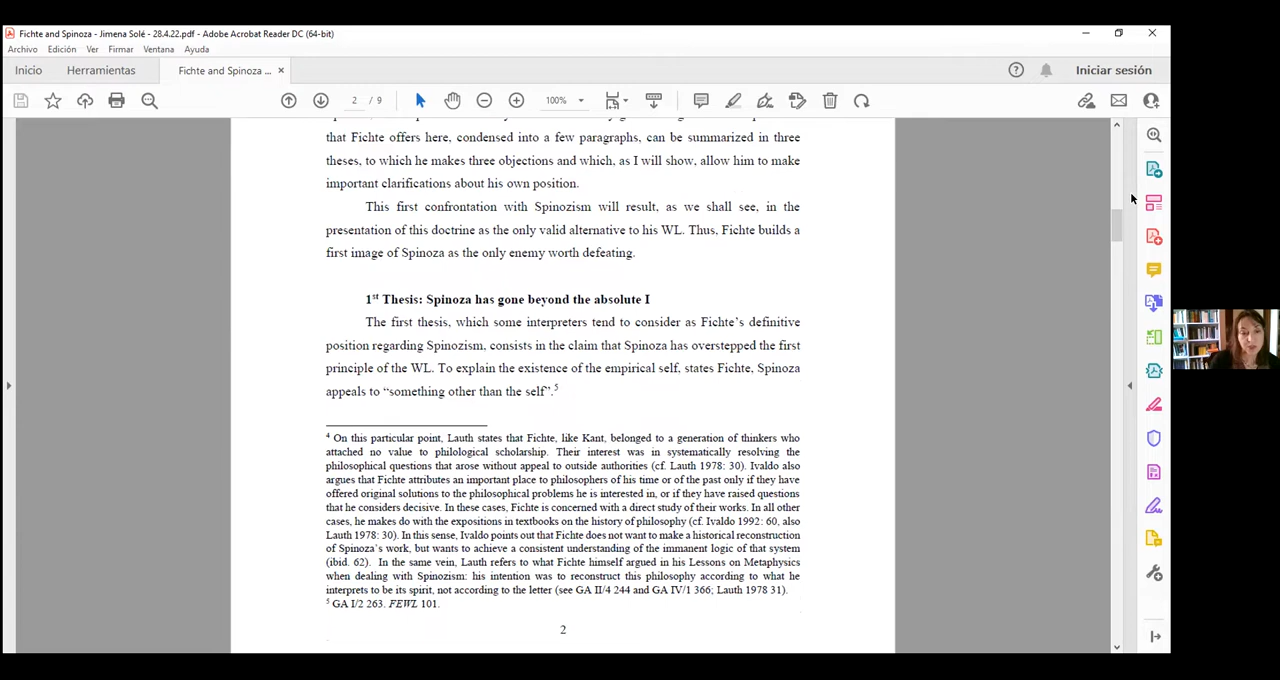 Fichte and Spinoza - Jimena Solé - 28.4.22.pdf - Adobe Acrobat Reader DC (64-bit)
Archivo Edición Ver Firmar Ventana Ayuda
Inicio Herramientas Fichte and Spinoza ... × Iniciar sesión
2 / 9 100%
that Fichte offers here, condensed into a few paragraphs, can be summarized in three
theses, to which he makes three objections and which, as I will show, allow him to make
important clarifications about his own position.
This first confrontation with Spinozism will result, as we shall see, in the
presentation of this doctrine as the only valid alternative to his WL. Thus, Fichte builds a
first image of Spinoza as the only enemy worth defeating.
1st Thesis: Spinoza has gone beyond the absolute I
The first thesis, which some interpreters tend to consider as Fichte's definitive
position regarding Spinozism, consists in the claim that Spinoza has overstepped the first
principle of the WL. To explain the existence of the empirical self, states Fichte, Spinoza
appeals to “something other than the self”.5
4 On this particular point, Lauth states that Fichte, like Kant, belonged to a generation of thinkers who
attached no value to philological scholarship. Their interest was in systematically resolving the
philosophical questions that arose without appeal to outside authorities (cf. Lauth 1978: 30). Ivaldo also
argues that Fichte attributes an important place to philosophers of his time or of the past only if they have
offered original solutions to the philosophical problems he is interested in, or if they have raised questions
that he considers decisive. In these cases, Fichte is concerned with a direct study of their works. In all other
cases, he makes do with the expositions in textbooks on the history of philosophy (cf. Ivaldo 1992: 60, also
Lauth 1978: 30). In this sense, Ivaldo points out that Fichte does not want to make a historical reconstruction
of Spinoza's work, but wants to achieve a consistent understanding of the immanent logic of that system
(ibid. 62). In the same vein, Lauth refers to what Fichte himself argued in his Lessons on Metaphysics
when dealing with Spinozism: his intention was to reconstruct this philosophy according to what he
interprets to be its spirit, not according to the letter (see GA II/4 244 and GA IV/1 366; Lauth 1978 31).
5 GA I/2 263. FEWL 101.
2